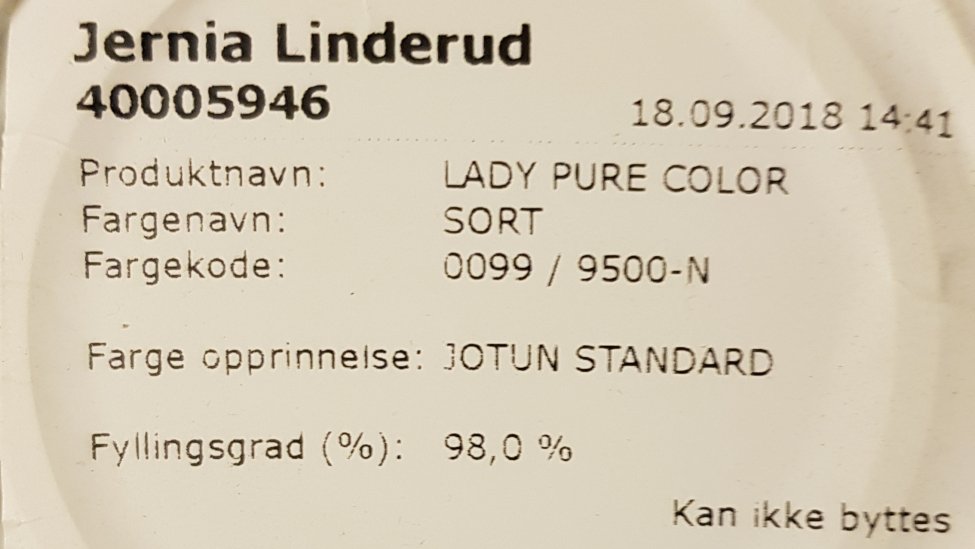 Jernia Linderud
40005946 18.09.2018 14:41
Produktnavn: LADY PURE COLOR
Fargenavn: SORT
Fargekode: 0099 / 9500-N
Farge opprinnelse: JOTUN STANDARD
Fyllingsgrad (%): 98,0 %
Kan ikke byttes